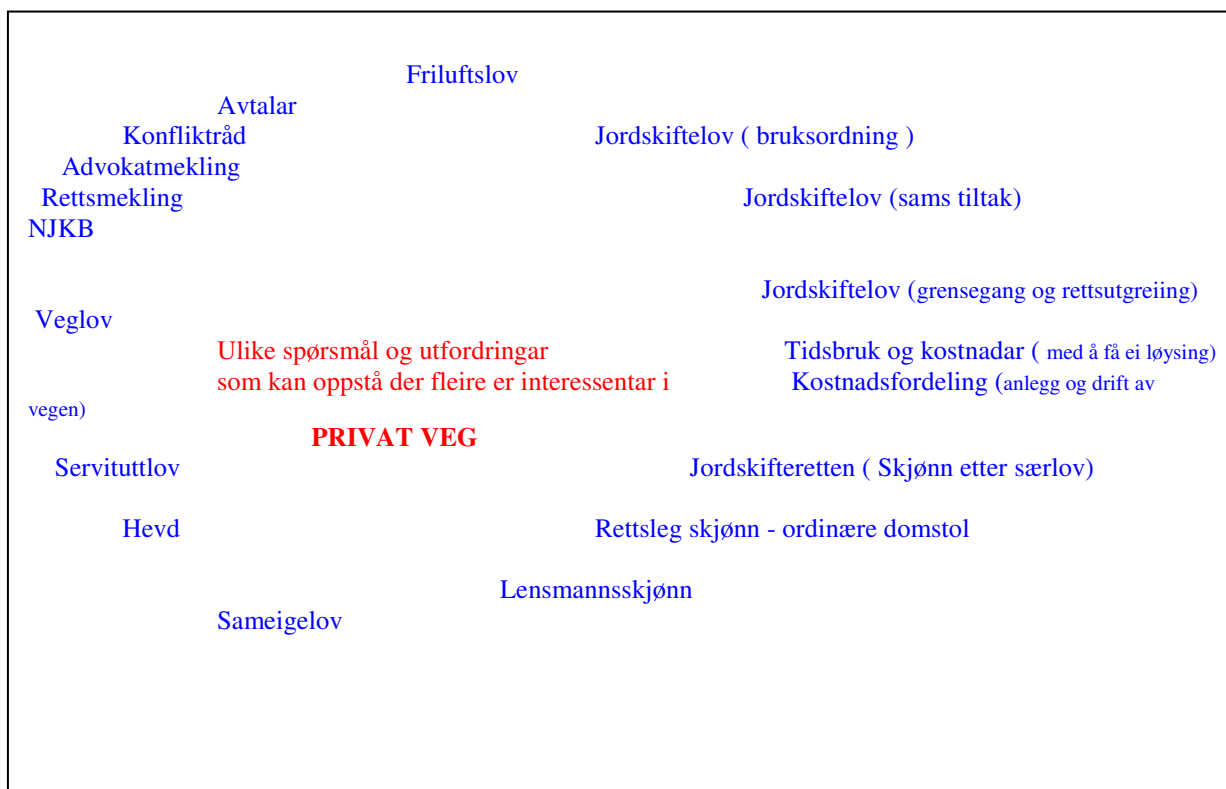 Friluftslov
Avtalar
Konfliktråd Jordskiftelov ( bruksordning )
Advokatmekling
Rettsmekling Jordskiftelov (sams tiltak)
NJKB
Jordskiftelov (grensegang og rettsutgreiing)
Veglov
Ulike spørsmål og utfordringar Tidsbruk og kostnadar ( med å få ei løysing)
som kan oppstå der fleire er interessentar i Kostnadsfordeling (anlegg og drift av
vegen)
PRIVAT VEG
Servituttlov Jordskifteretten ( Skjønn etter særlov)
Hevd Rettsleg skjønn - ordinære domstol
Lensmannsskjønn
Sameigelov